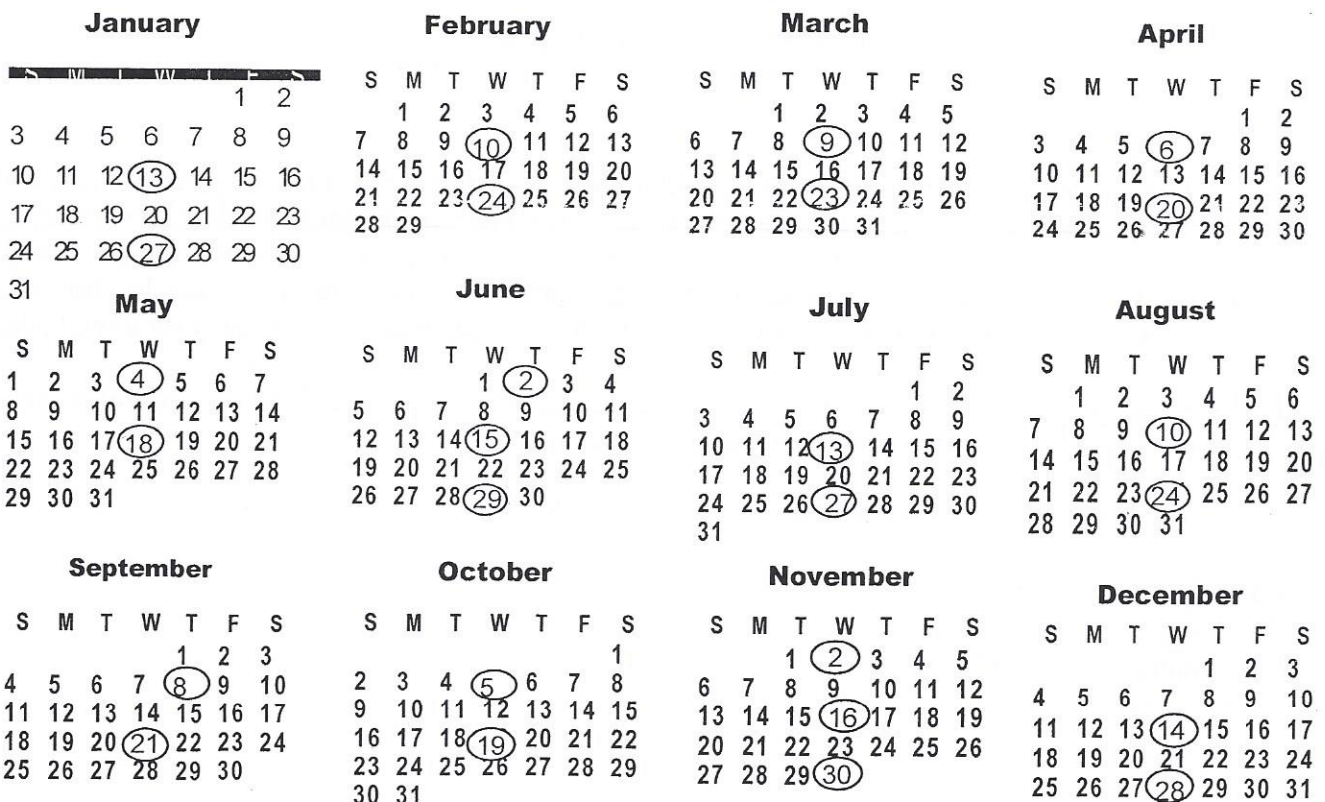 January
S M T W T F S
1 2
3 4 5 6 7 8 9
10 11 12 13 14 15 16
17 18 19 20 21 22 23
24 25 26 27 28 29 30
31
February
S M T W T F S
1 2 3 4 5 6
7 8 9 10 11 12 13
14 15 16 17 18 19 20
21 22 23 24 25 26 27
28 29
March
S M T W T F S
1 2 3 4 5
6 7 8 9 10 11 12
13 14 15 16 17 18 19
20 21 22 23 24 25 26
27 28 29 30 31
April
S M T W T F S
1 2
3 4 5 6 7 8 9
10 11 12 13 14 15 16
17 18 19 20 21 22 23
24 25 26 27 28 29 30
May
S M T W T F S
1 2 3 4 5 6 7
8 9 10 11 12 13 14
15 16 17 18 19 20 21
22 23 24 25 26 27 28
29 30 31
June
S M T W T F S
1 2 3 4
5 6 7 8 9 10 11
12 13 14 15 16 17 18
19 20 21 22 23 24 25
26 27 28 29 30
July
S M T W T F S
1 2
3 4 5 6 7 8 9
10 11 12 13 14 15 16
17 18 19 20 21 22 23
24 25 26 27 28 29 30
31
August
S M T W T F S
1 2 3 4 5 6
7 8 9 10 11 12 13
14 15 16 17 18 19 20
21 22 23 24 25 26 27
28 29 30 31
September
S M T W T F S
1 2 3
4 5 6 7 8 9 10
11 12 13 14 15 16 17
18 19 20 21 22 23 24
25 26 27 28 29 30
October
S M T W T F S
1
2 3 4 5 6 7 8
9 10 11 12 13 14 15
16 17 18 19 20 21 22
23 24 25 26 27 28 29
30 31
November
S M T W T F S
1 2 3 4 5
6 7 8 9 10 11 12
13 14 15 16 17 18 19
20 21 22 23 24 25 26
27 28 29 30
December
S M T W T F S
1 2 3
4 5 6 7 8 9 10
11 12 13 14 15 16 17
18 19 20 21 22 23 24
25 26 27 28 29 30 31